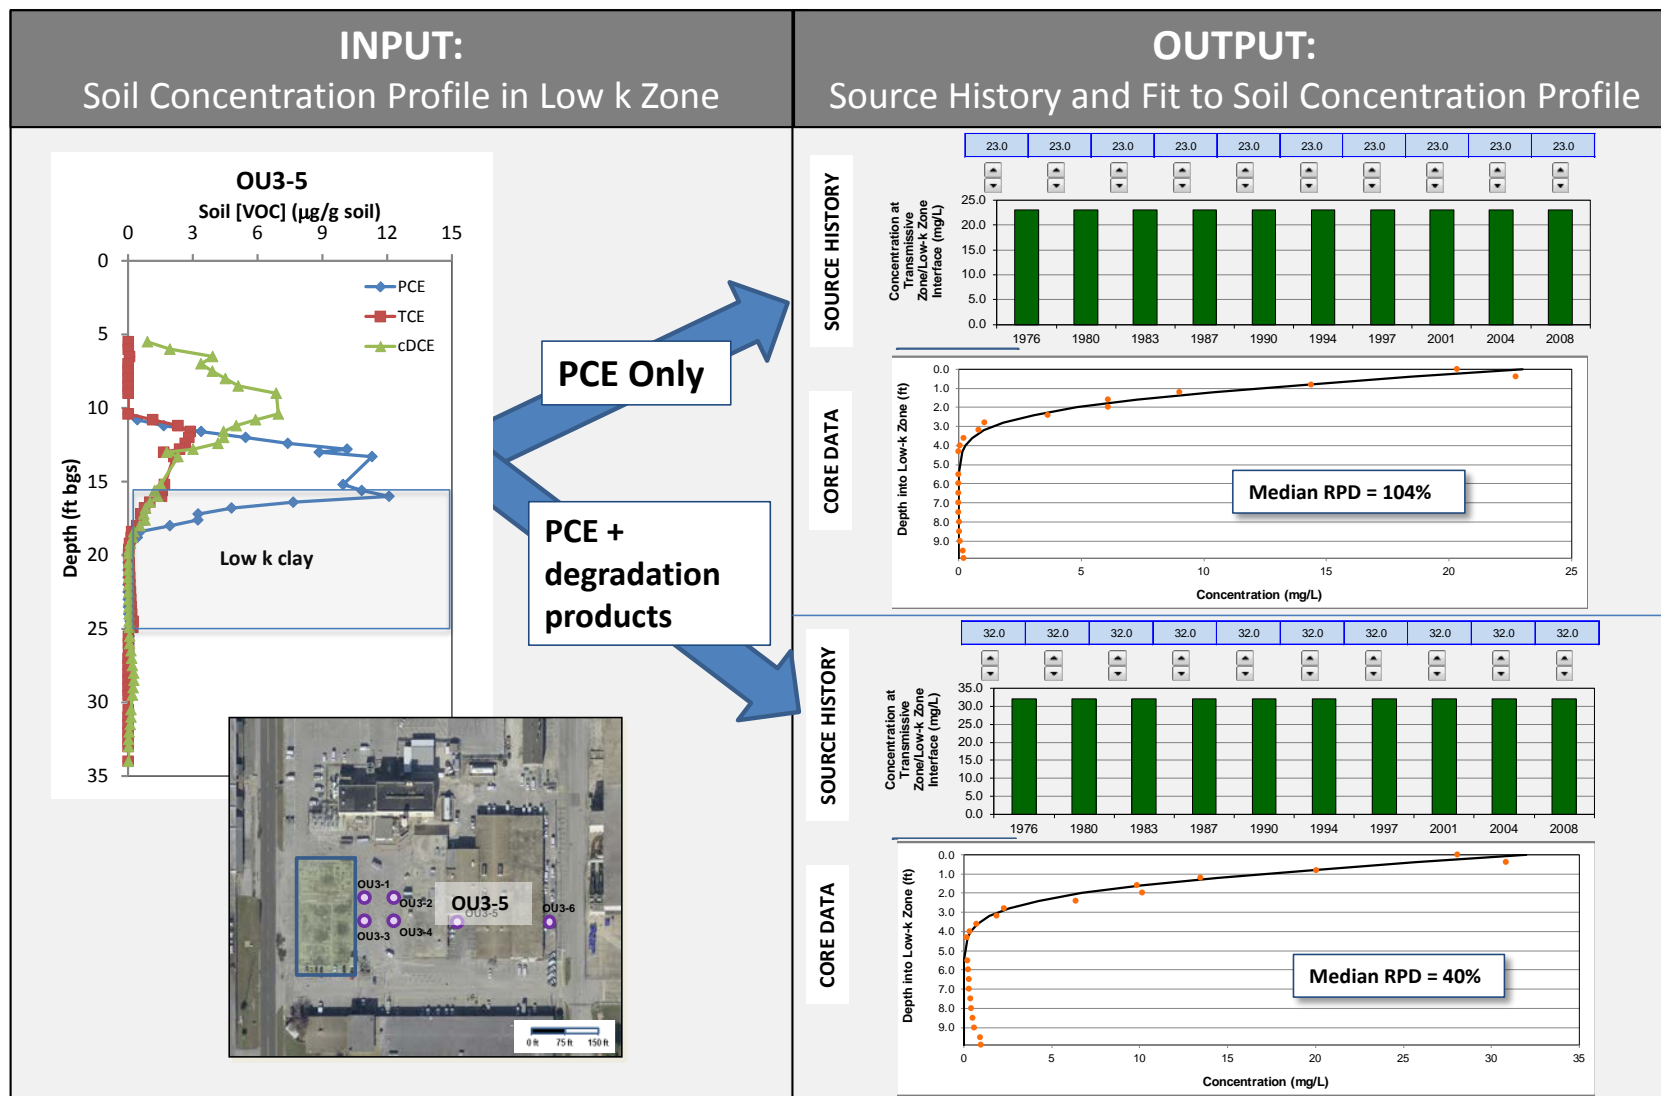 INPUT:
Soil Concentration Profile in Low k Zone
OUTPUT:
Source History and Fit to Soil Concentration Profile
OU3-5
Soil [VOC] (µg/g soil)
0 3 6 9 12 15
0
5
10
15
20
25
30
35
Depth (ft bgs)
PCE
TCE
cDCE
Low k clay
PCE Only
PCE +
degradation
products
OU3-1
OU3-2
OU3-3
OU3-4
OU3-5
OU3-5
OU3-6
0 ft 75 ft 150 ft
SOURCE HISTORY
23.0 23.0 23.0 23.0 23.0 23.0 23.0 23.0 23.0 23.0
Concentration at
Transmissive
Zone/Low-k Zone
Interface (mg/L)
25.0
20.0
15.0
10.0
5.0
0.0
1976 1980 1983 1987 1990 1994 1997 2001 2004 2008
CORE DATA
Depth into Low-k Zone (ft)
0.0
1.0
2.0
3.0
4.0
5.0
6.0
7.0
8.0
9.0
Median RPD = 104%
0 5 10 15 20 25
Concentration (mg/L)
SOURCE HISTORY
32.0 32.0 32.0 32.0 32.0 32.0 32.0 32.0 32.0 32.0
Concentration at
Transmissive
Zone/Low-k Zone
Interface (mg/L)
35.0
30.0
25.0
20.0
15.0
10.0
5.0
0.0
1976 1980 1983 1987 1990 1994 1997 2001 2004 2008
CORE DATA
Depth into Low-k Zone (ft)
0.0
1.0
2.0
3.0
4.0
5.0
6.0
7.0
8.0
9.0
Median RPD = 40%
0 5 10 15 20 25 30 35
Concentration (mg/L)